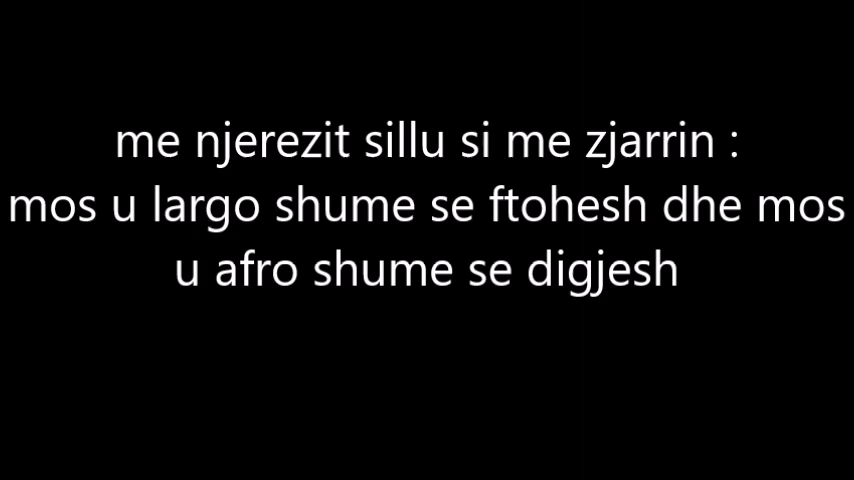 me njerezit sillu si me zjarrin :
mos u largo shume se ftohesh dhe mos
u afro shume se digjesh